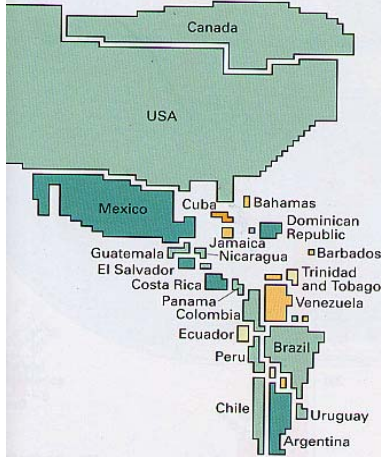 Canada
USA
Mexico
Cuba
Bahamas
Dominican
Republic
Jamaica
Guatemala
Nicaragua
Barbados
El Salvador
Trinidad
and Tobago
Costa Rica
Panama
Venezuela
Colombia
Ecuador
Brazil
Peru
Chile
Uruguay
Argentina